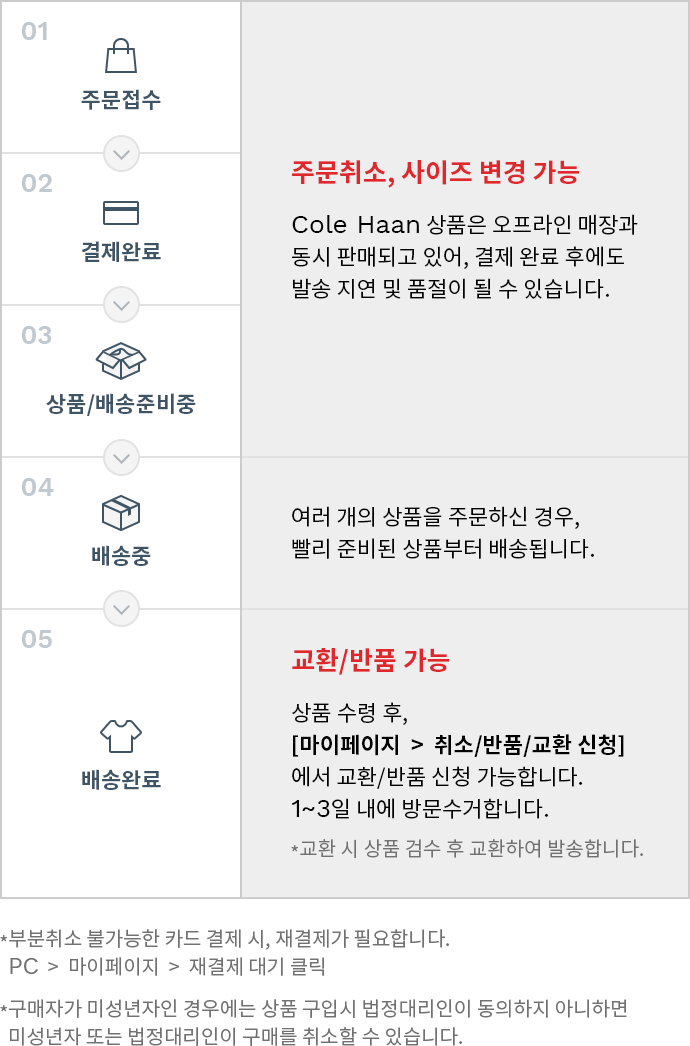 01
주문접수
02
결제완료
03
상품/배송준비중
주문취소, 사이즈 변경 가능
Cole Haan 상품은 오프라인 매장과
동시 판매되고 있어, 결제 완료 후에도
발송 지연 및 품절이 될 수 있습니다.
04
배송중
여러 개의 상품을 주문하신 경우,
빨리 준비된 상품부터 배송됩니다.
05
배송완료
교환/반품 가능
상품 수령 후,
[마이페이지 > 취소/반품/교환 신청]
에서 교환/반품 신청 가능합니다.
1~3일 내에 방문수거합니다.
*교환 시 상품 검수 후 교환하여 발송합니다.
*부분취소 불가능한 카드 결제 시, 재결제가 필요합니다.
PC > 마이페이지 > 재결제 대기 클릭
*구매자가 미성년자인 경우에는 상품 구입시 법정대리인이 동의하지 아니하면
미성년자 또는 법정대리인이 구매를 취소할 수 있습니다.